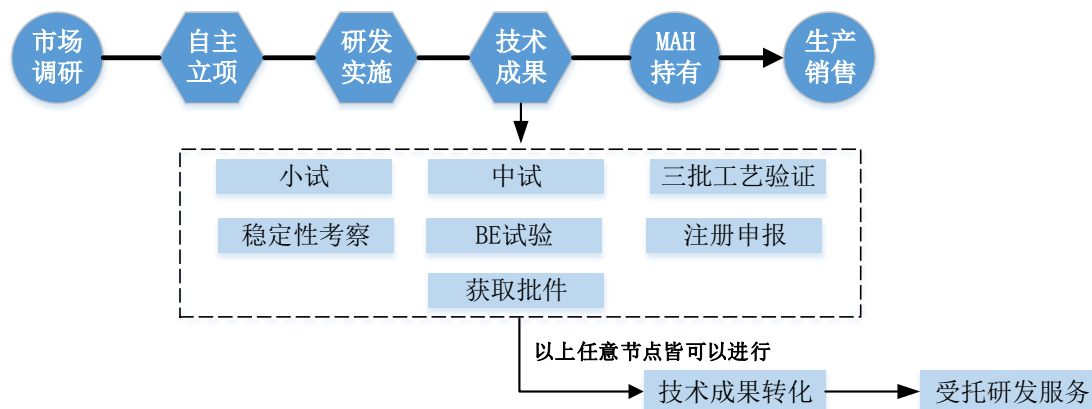 市场
调研
自主
立项
研发
实施
技术
成果
MAH
持有
生产
销售
小试
中试
三批工艺验证
稳定性考察
BE试验
注册申报
获取批件
以上任意节点皆可以进行
技术成果转化
受托研发服务